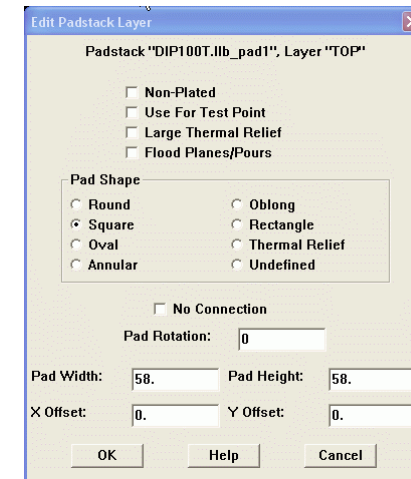 Edit Padstack Layer
Padstack "DIP100T.llb_pad1", Layer "TOP"
Non-Plated
Use For Test Point
Large Thermal Relief
Flood Planes/Pours
Pad Shape
Round Oblong
Square Rectangle
Oval Thermal Relief
Annular Undefined
No Connection
Pad Rotation: 0
Pad Width: 58. Pad Height: 58.
X Offset: 0. Y Offset: 0.
OK Help Cancel